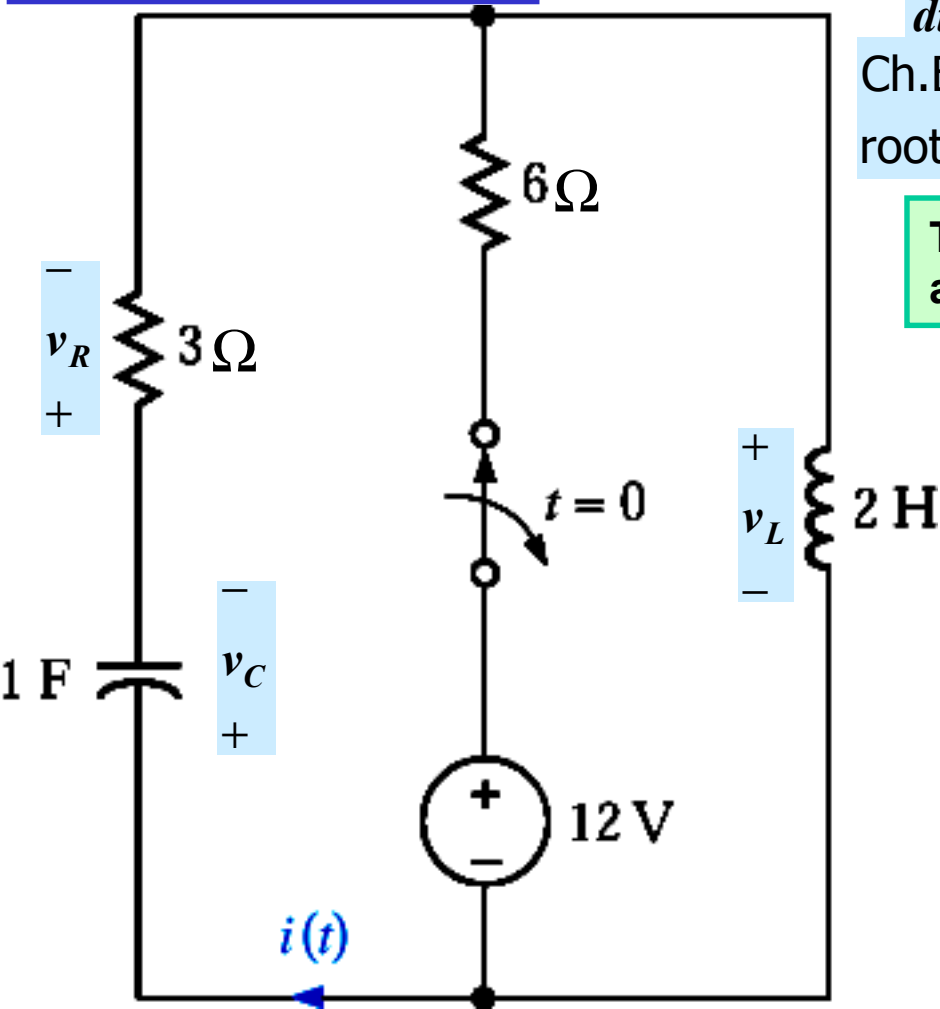 Ch.E
root
6Ω
T
a
−
v_R
+
3Ω
t = 0
+
v_L
−
2 H
1 F
−
v_C
+
+
−
12 V
i(t)